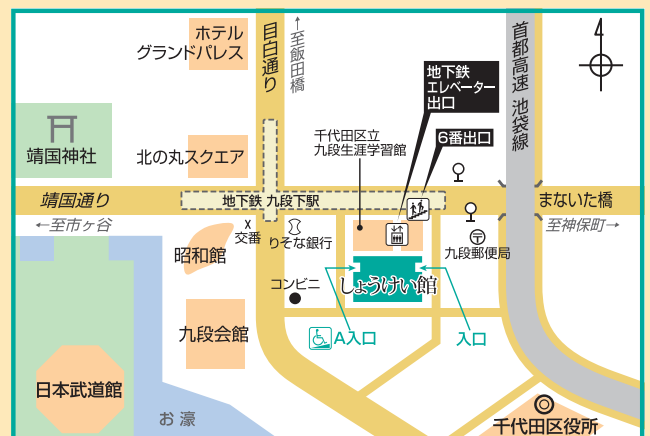 ホテル
グランドパレス
目白通り
↑至飯田橋
首都高速 池袋線
4
地下鉄
エレベーター
出口
6番出口
千代田区立
九段生涯学習館
靖国神社
北の丸スクエア
靖国通り
地下鉄 九段下駅
まないた橋
←至市ヶ谷
至神保町→
X
交番
りそな銀行
九段郵便局
昭和館
コンビニ
しょうけい館
九段会館
A入口
入口
日本武道館
お濠
千代田区役所